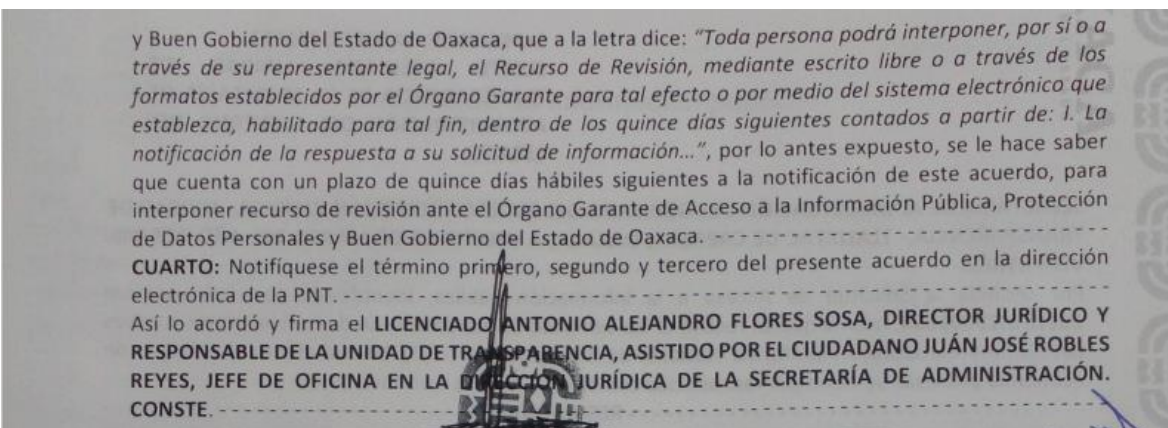 y Buen Gobierno del Estado de Oaxaca, que a la letra dice: "Toda persona podrá interponer, por sí o a
través de su representante legal, el Recurso de Revisión, mediante escrito libre o a través de los
formatos establecidos por el Órgano Garante para tal efecto o por medio del sistema electrónico que
establezca, habilitado para tal fin, dentro de los quince días siguientes contados a partir de: I. La
notificación de la respuesta a su solicitud de información...", por lo antes expuesto, se le hace saber
que cuenta con un plazo de quince días hábiles siguientes a la notificación de este acuerdo, para
interponer recurso de revisión ante el Órgano Garante de Acceso a la Información Pública, Protección
de Datos Personales y Buen Gobierno del Estado de Oaxaca. - - - - - - - - - - - - - - - - - - - - - - - - - - - - - -
CUARTO: Notifíquese el término primero, segundo y tercero del presente acuerdo en la dirección
electrónica de la PNT. - - - - - - - - - - - - - - - - - - - - - - - - - - - - - - - - - - - - - - - - - - - - - - - - - - - - - -
Así lo acordó y firma el LICENCIADO ANTONIO ALEJANDRO FLORES SOSA, DIRECTOR JURÍDICO Y
RESPONSABLE DE LA UNIDAD DE TRANSPARENCIA, ASISTIDO POR EL CIUDADANO JUÁN JOSÉ ROBLES
REYES, JEFE DE OFICINA EN LA DIRECCIÓN JURÍDICA DE LA SECRETARÍA DE ADMINISTRACIÓN.
CONSTE. - - - - - - - - - - - - - - - - - - - - - - - - - - - - - - - - - - - - - - - - - - - - - - - - - - - - - - - - - - - -